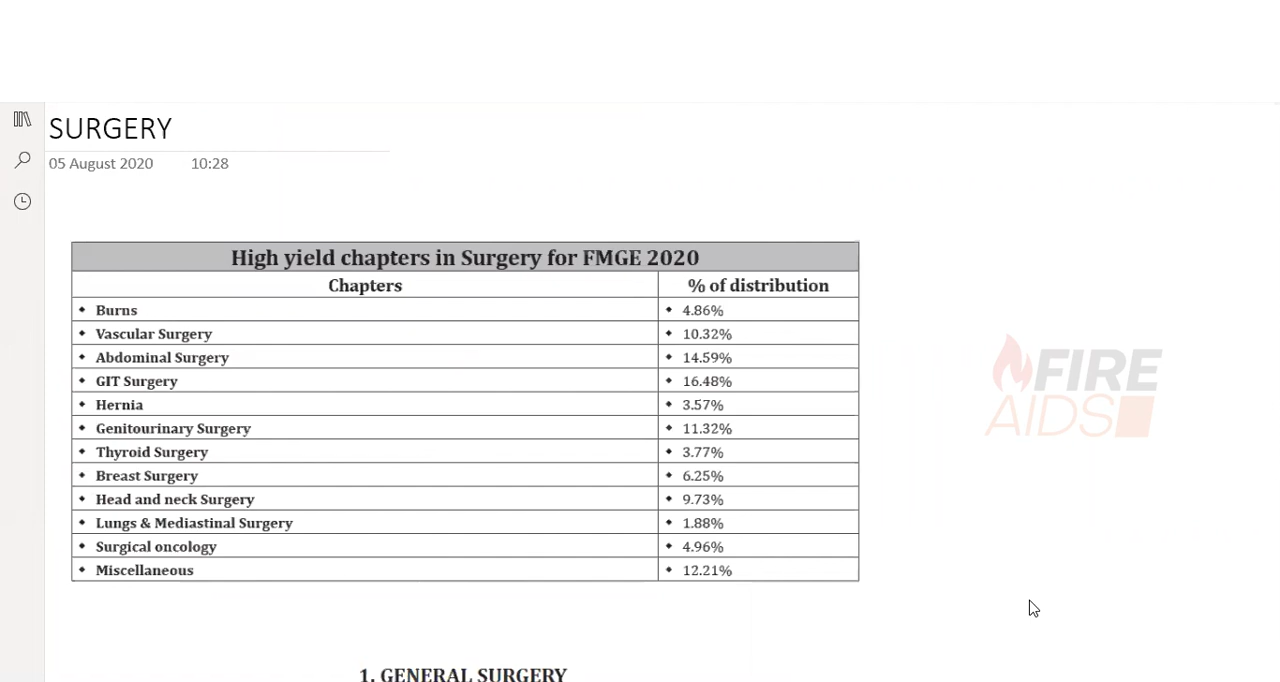 SURGERY
05 August 2020 10:28
High yield chapters in Surgery for FMGE 2020
Chapters % of distribution
Burns 4.86%
Vascular Surgery 10.32%
Abdominal Surgery 14.59%
GIT Surgery 16.48%
Hernia 3.57%
Genitourinary Surgery 11.32%
Thyroid Surgery 3.77%
Breast Surgery 6.25%
Head and neck Surgery 9.73%
Lungs & Mediastinal Surgery 1.88%
Surgical oncology 4.96%
Miscellaneous 12.21%
FIRE
AIDS
1. GENERAL SURGERY